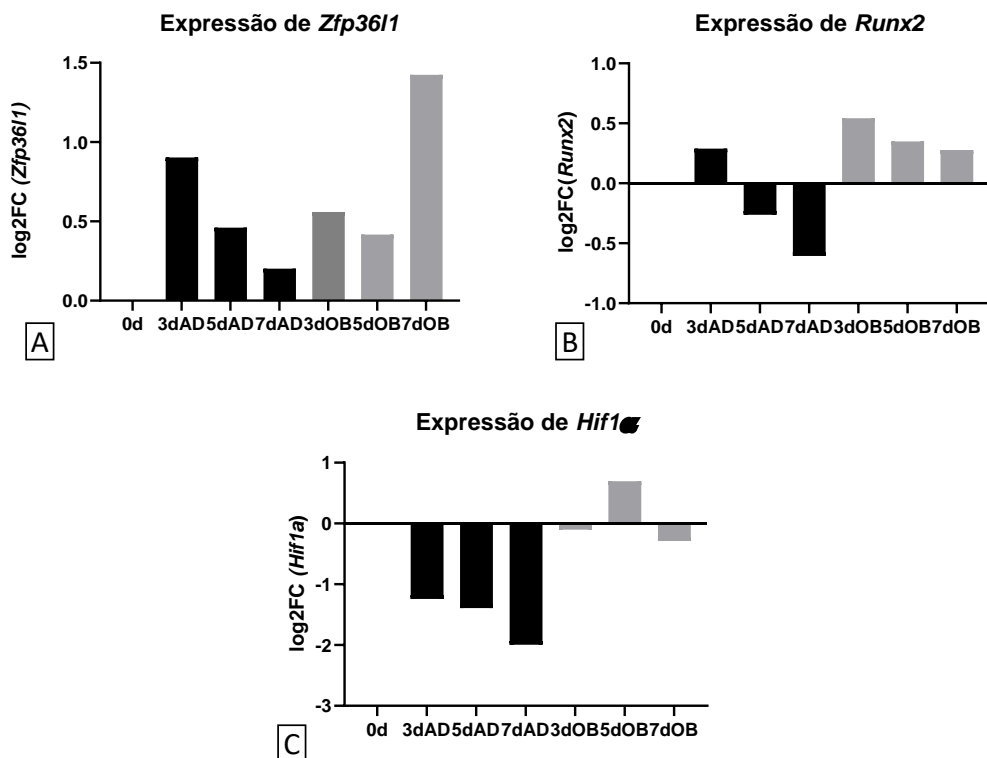 Expressão de Zfp36l1
log2FC (Zfp36l1)
1.5
1.0
0.5
0.0
0d 3dAD 5dAD 7dAD 3dOB 5dOB 7dOB
A
Expressão de Runx2
log2FC(Runx2)
1.0
0.5
0.0
-0.5
-1.0
0d 3dAD 5dAD 7dAD 3dOB 5dOB 7dOB
B
Expressão de Hif1
log2FC (Hif1a)
1
0
-1
-2
-3
0d 3dAD 5dAD 7dAD 3dOB 5dOB 7dOB
C